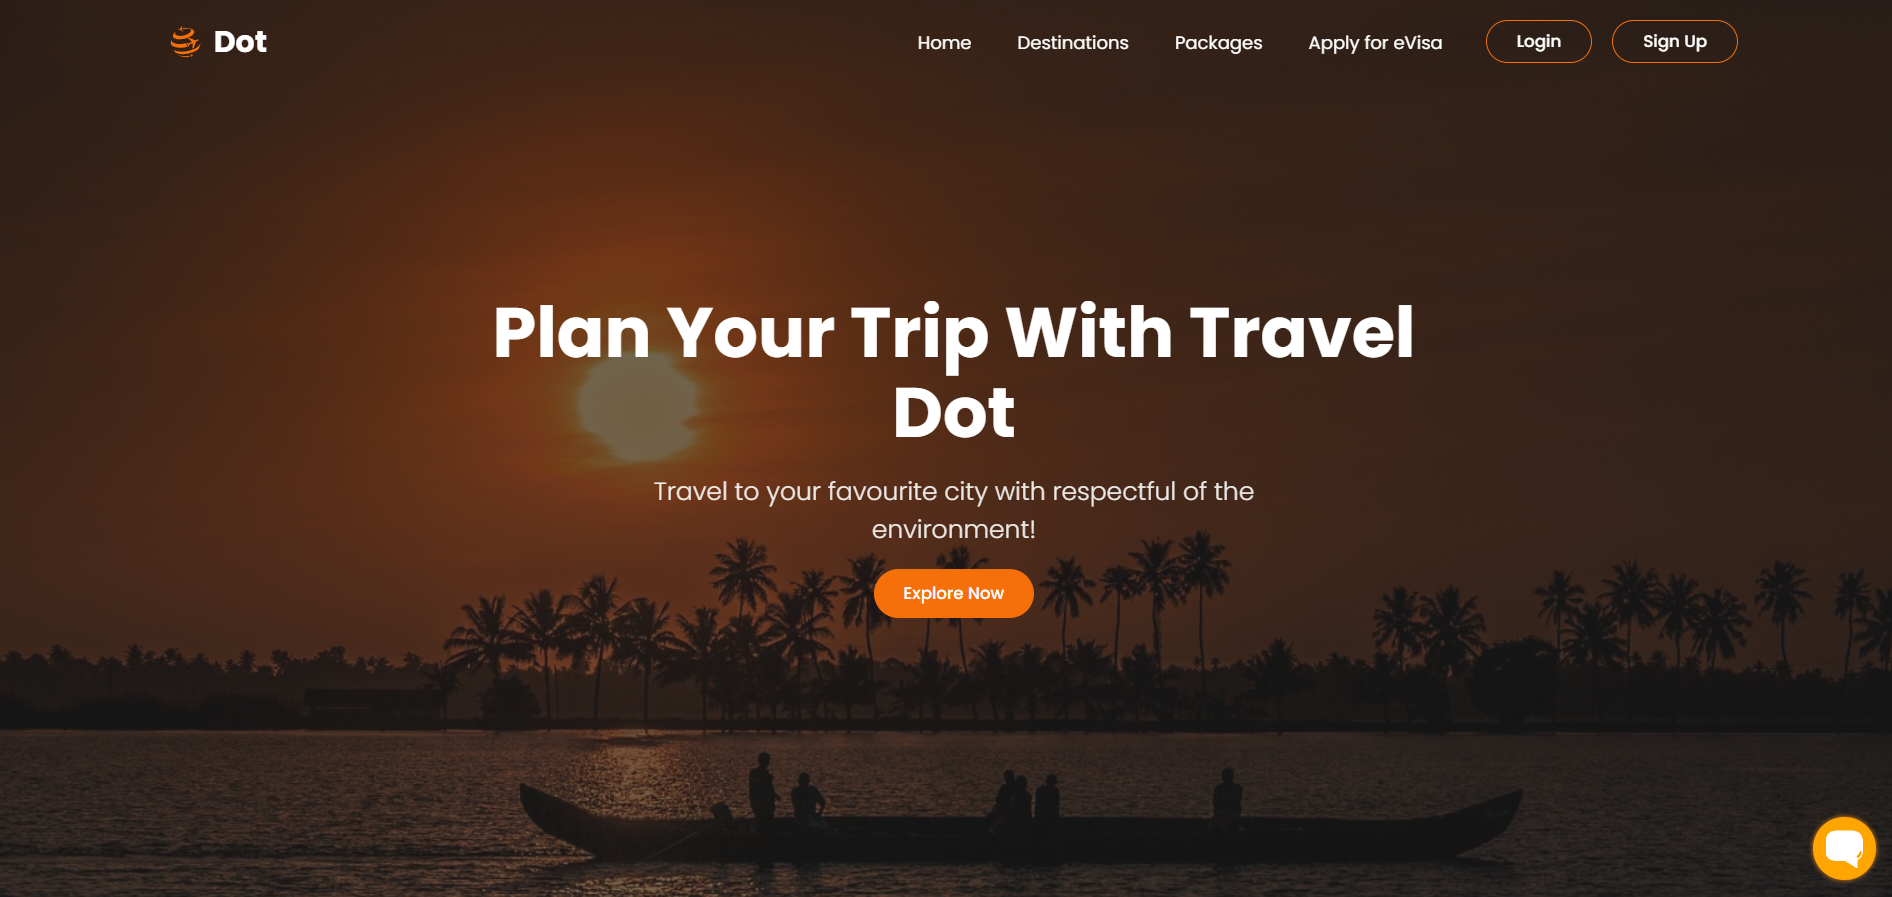 Dot
Home Destinations Packages Apply for eVisa Login Sign Up
Plan Your Trip With Travel
Dot
Travel to your favourite city with respectful of the
environment!
Explore Now